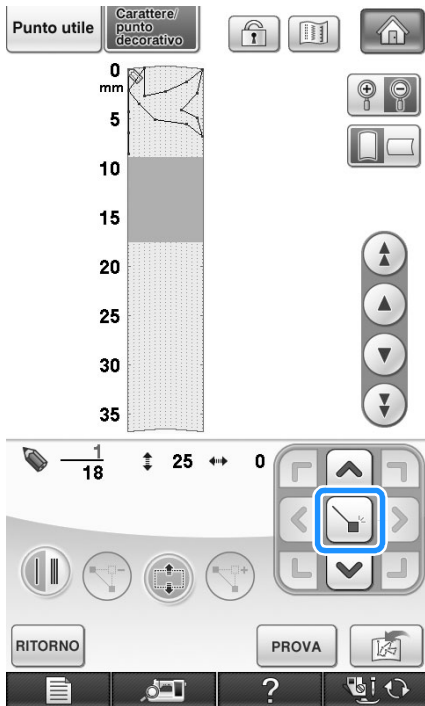 Punto utile
Carattere/
punto
decorativo
0
mm
5
10
15
20
25
30
35
1
18
25
0
RITORNO
PROVA
?